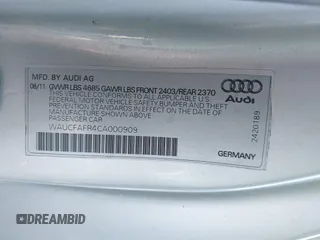 MFD. BY AUDI AG
06/11 GVWR LBS 4685 GAWR LBS FRONT 2403/REAR 2370
THIS VEHICLE CONFORMS TO ALL APPLICABLE U.S.
FEDERAL MOTOR VEHICLE SAFETY, BUMPER AND THEFT
PREVENTION STANDARDS IN EFFECT ON THE DATE OF
MANUFACTURE SHOWN ABOVE.
WAUCFAFR4CA000909
PASSENGER CAR
Audi
2420189
GERMANY
DREAMBID